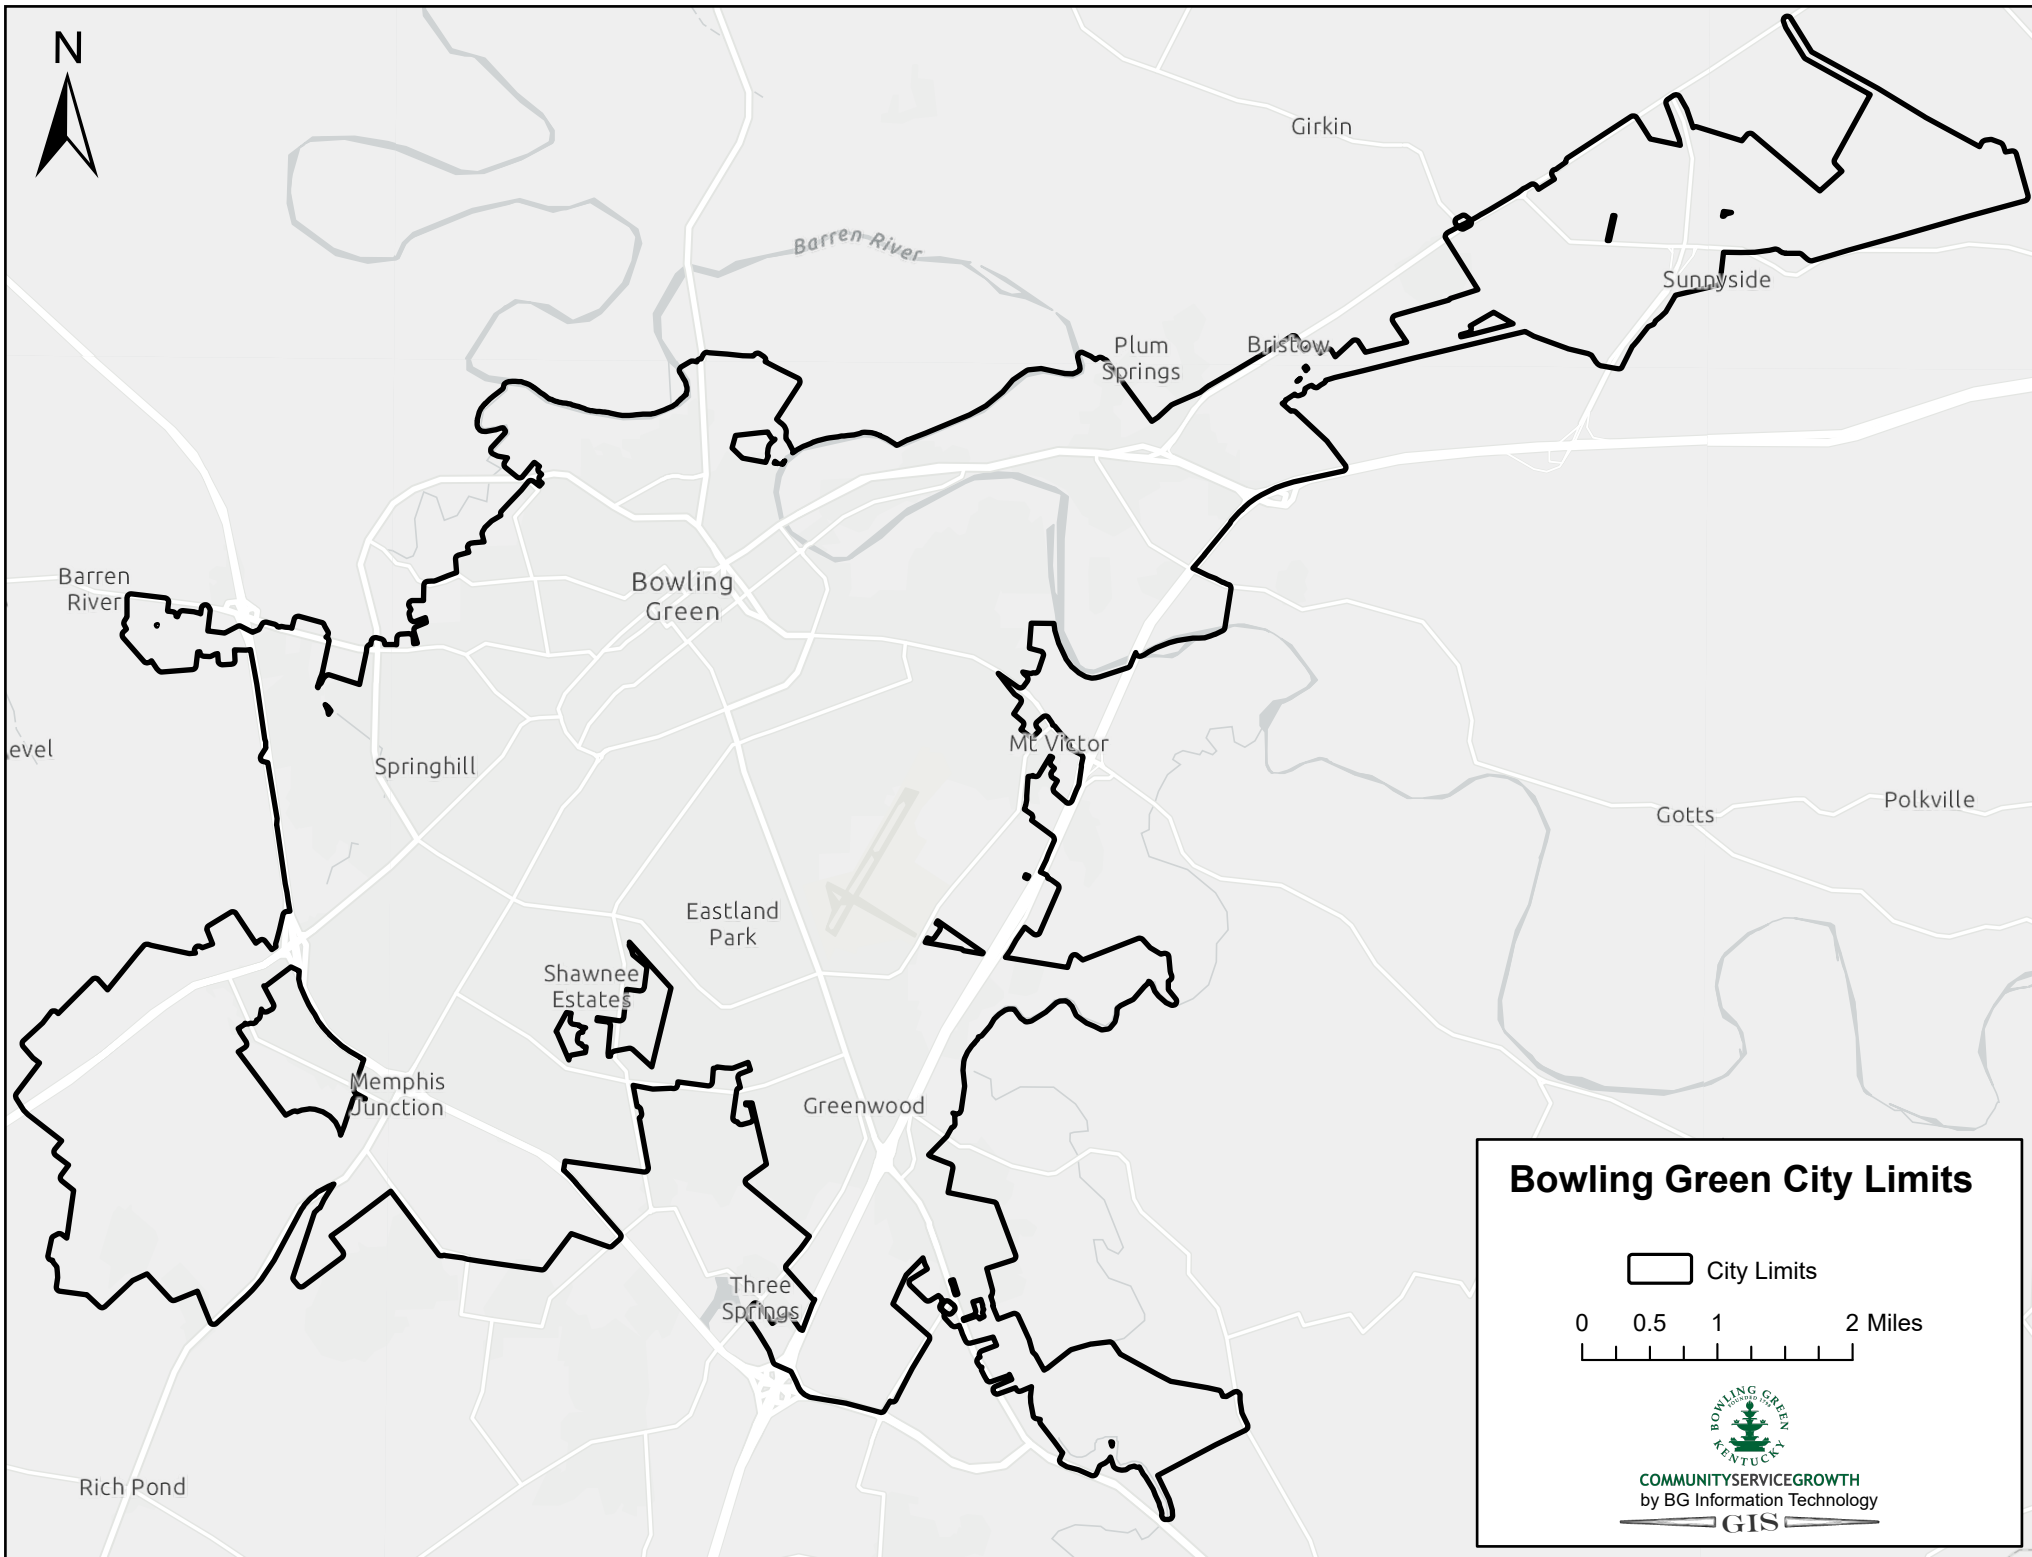 N
Girkin
Barren River
Sunnyside
Plum
Springs
Bristow
Barren
River
Bowling
Green
Mt Victor
evel
Springhill
Gotts
Polkville
Eastland
Park
Shawnee
Estates
Memphis
Junction
Greenwood
Three
Springs
Rich Pond
Bowling Green City Limits
City Limits
0 0.5 1 2 Miles
BOWLING GREEN
FOUNDED 1798
KENTUCKY
COMMUNITYSERVICEGROWTH
by BG Information Technology
GIS